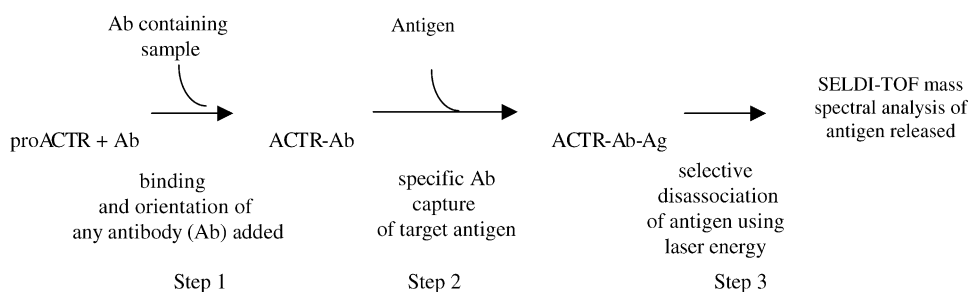 Ab containing
sample
Antigen
SELDI-TOF mass
spectral analysis of
antigen released
proACTR + Ab
ACTR-Ab
ACTR-Ab-Ag
binding
and orientation of
any antibody (Ab) added
specific Ab
capture
of target antigen
selective
disassociation
of antigen using
laser energy
Step 1
Step 2
Step 3